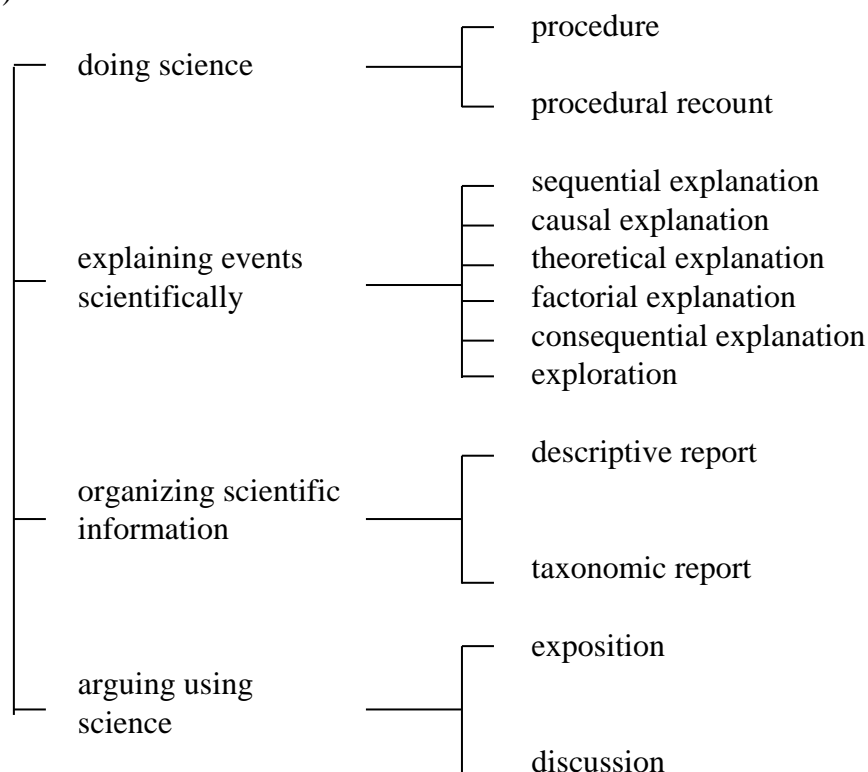 )
doing science
procedure
procedural recount
explaining events
scientifically
sequential explanation
causal explanation
theoretical explanation
factorial explanation
consequential explanation
exploration
organizing scientific
information
descriptive report
taxonomic report
arguing using
science
exposition
discussion